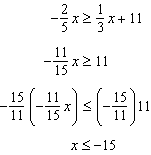 -2/5 x ≥ 1/3 x + 11
-11/15 x ≥ 11
-15/11 (-11/15 x) ≤ (-15/11) 11
x ≤ -15